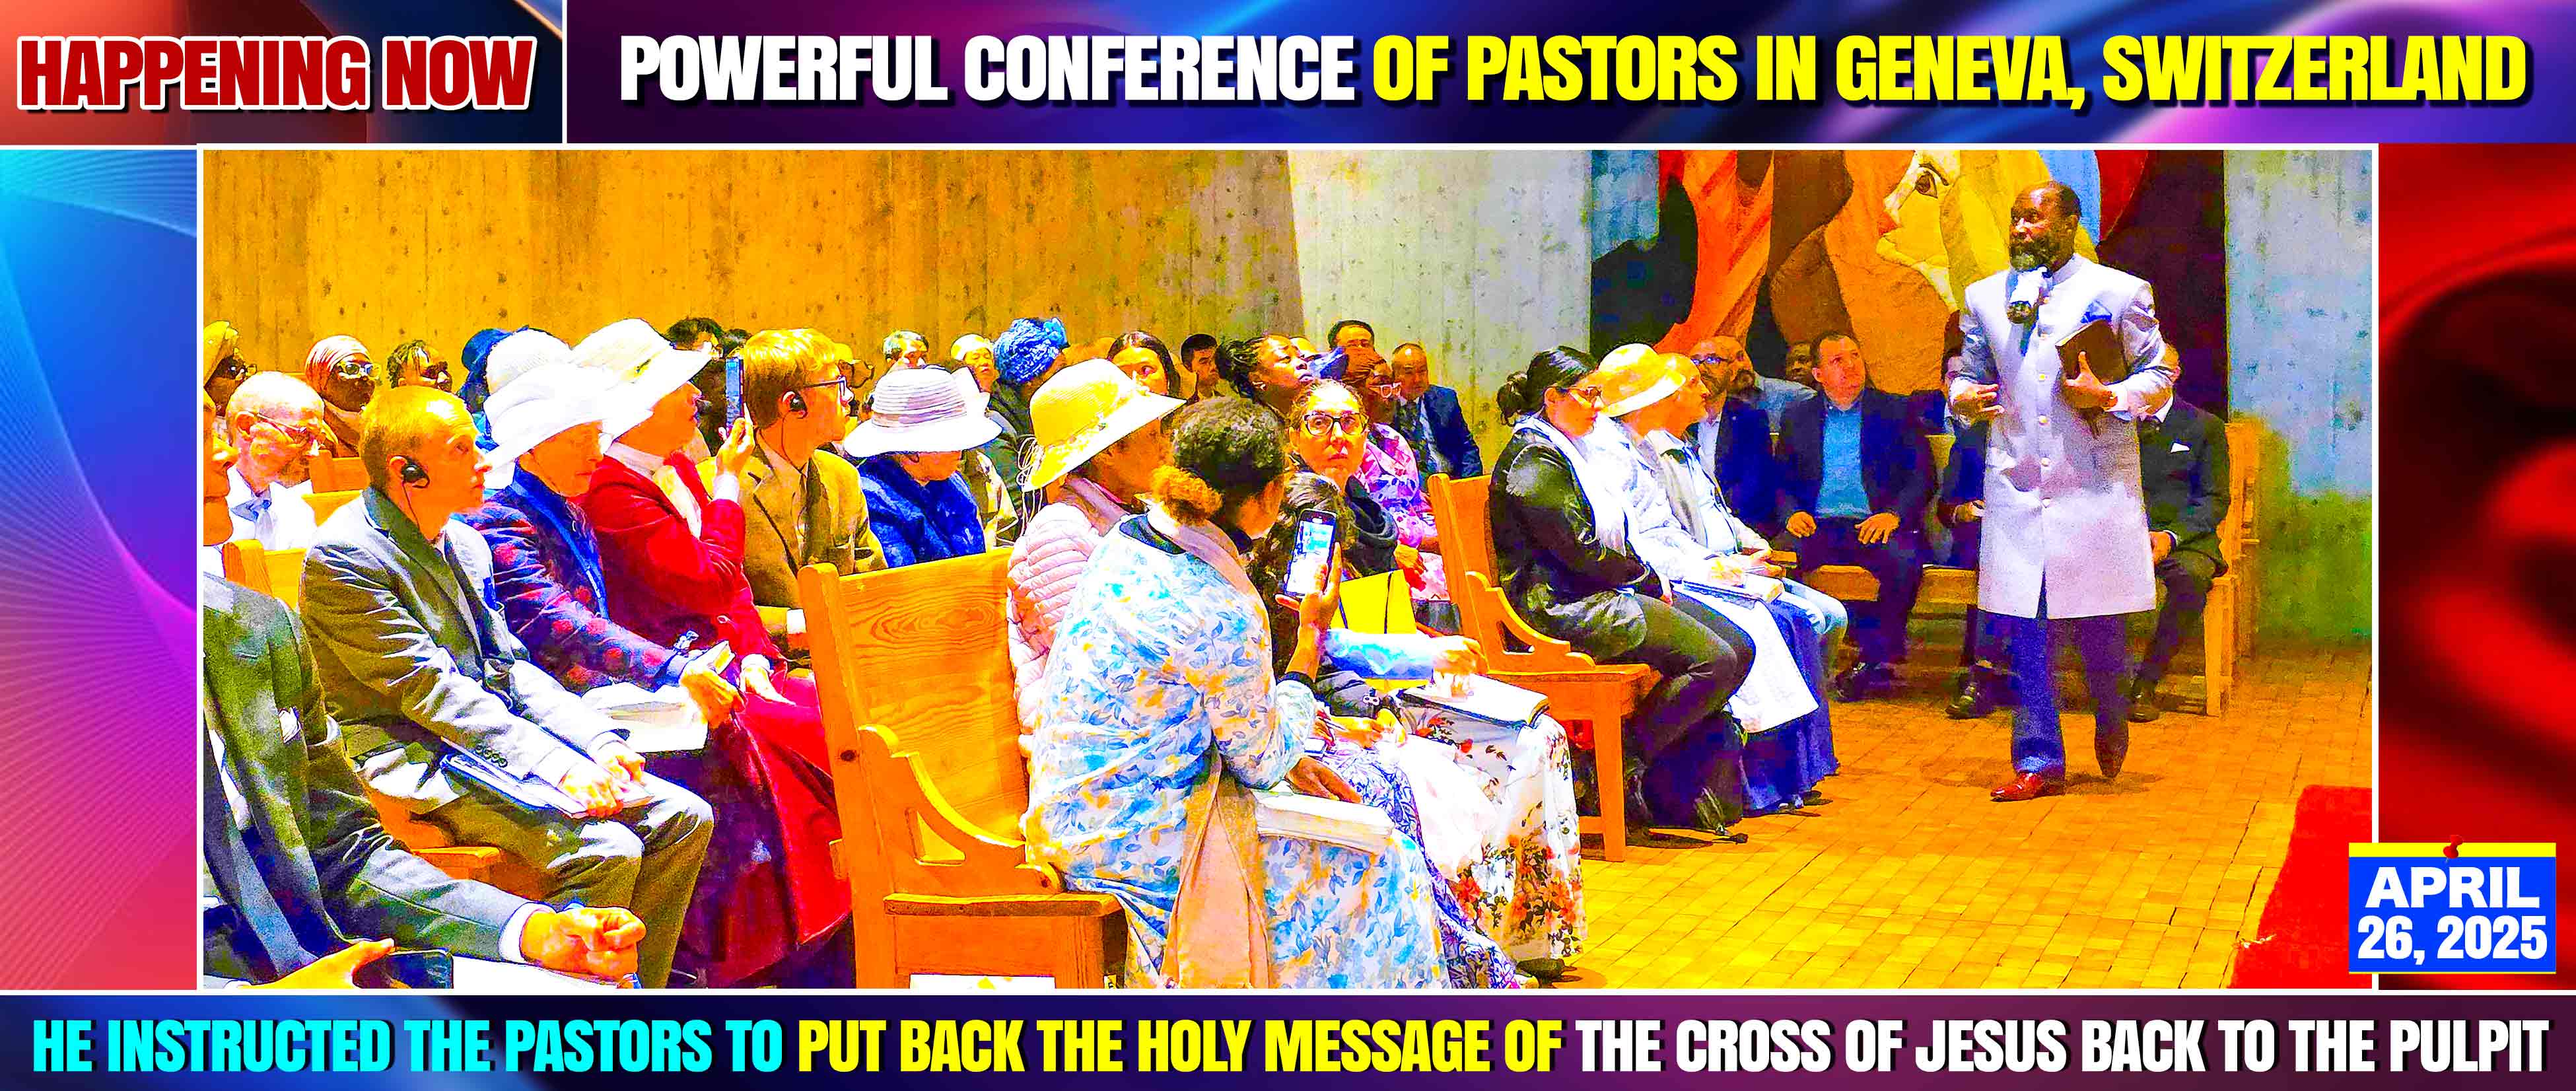 HAPPENING NOW
POWERFUL CONFERENCE OF PASTORS IN GENEVA, SWITZERLAND
APRIL
26, 2025
HE INSTRUCTED THE PASTORS TO PUT BACK THE HOLY MESSAGE OF THE CROSS OF JESUS BACK TO THE PULPIT